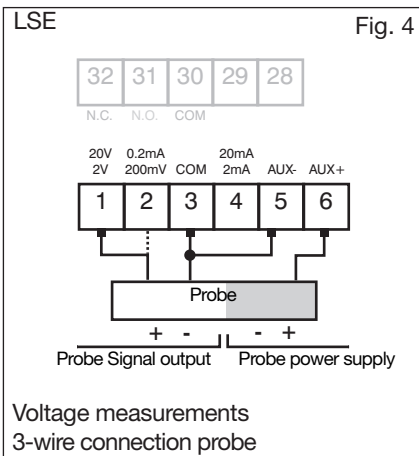 LSE Fig. 4
32 31 30 29 28
N.C. N.O. COM
20V 0.2mA 20mA
2V 200mV COM 2mA AUX- AUX+
1 2 3 4 5 6
Probe
+ - - +
Probe Signal output Probe power supply
Voltage measurements
3-wire connection probe